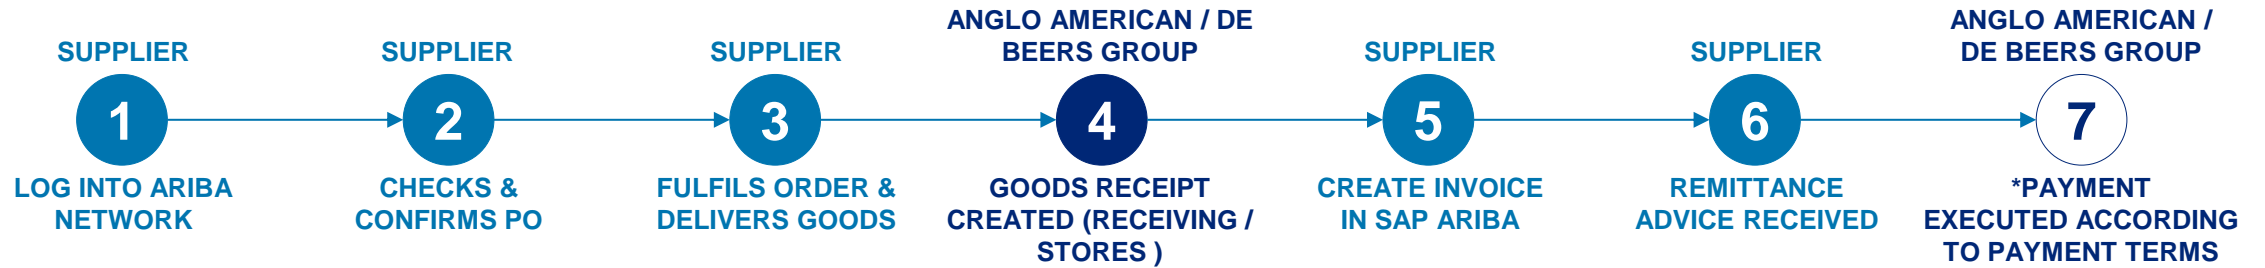 SUPPLIER
1
LOG INTO ARIBA
NETWORK
SUPPLIER
2
CHECKS &
CONFIRMS PO
SUPPLIER
3
FULFILS ORDER &
DELIVERS GOODS
ANGLO AMERICAN / DE
BEERS GROUP
4
GOODS RECEIPT
CREATED (RECEIVING /
STORES )
SUPPLIER
5
CREATE INVOICE
IN SAP ARIBA
SUPPLIER
6
REMITTANCE
ADVICE RECEIVED
ANGLO AMERICAN /
DE BEERS GROUP
7
*PAYMENT
EXECUTED ACCORDING
TO PAYMENT TERMS